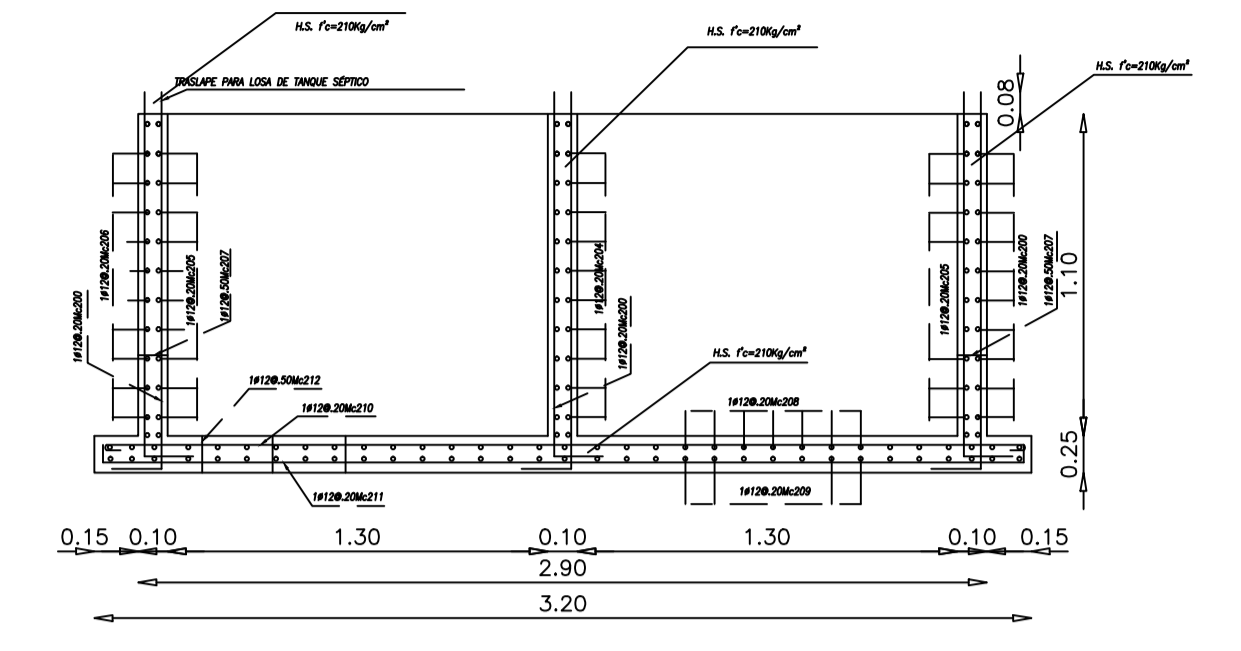 H.S. f'c=210Kg/cm²
H.S. f'c=210Kg/cm²
H.S. f'c=210Kg/cm²
TRASLAPE PARA LOSA DE TANQUE SÉPTICO
0.08
1ø12@.20Mc206
1ø12@.20Mc205
1ø12@.50Mc207
1ø12@.20Mc200
1ø12@.20Mc204
1ø12@.20Mc200
1ø12@.20Mc205
1ø12@.20Mc200
1ø12@.50Mc207
1.10
H.S. f'c=210Kg/cm²
1ø12@.50Mc212
1ø12@.20Mc210
1ø12@.20Mc208
0.25
1ø12@.20Mc211
1ø12@.20Mc209
0.15 0.10 1.30 0.10 1.30 0.10 0.15
2.90
3.20